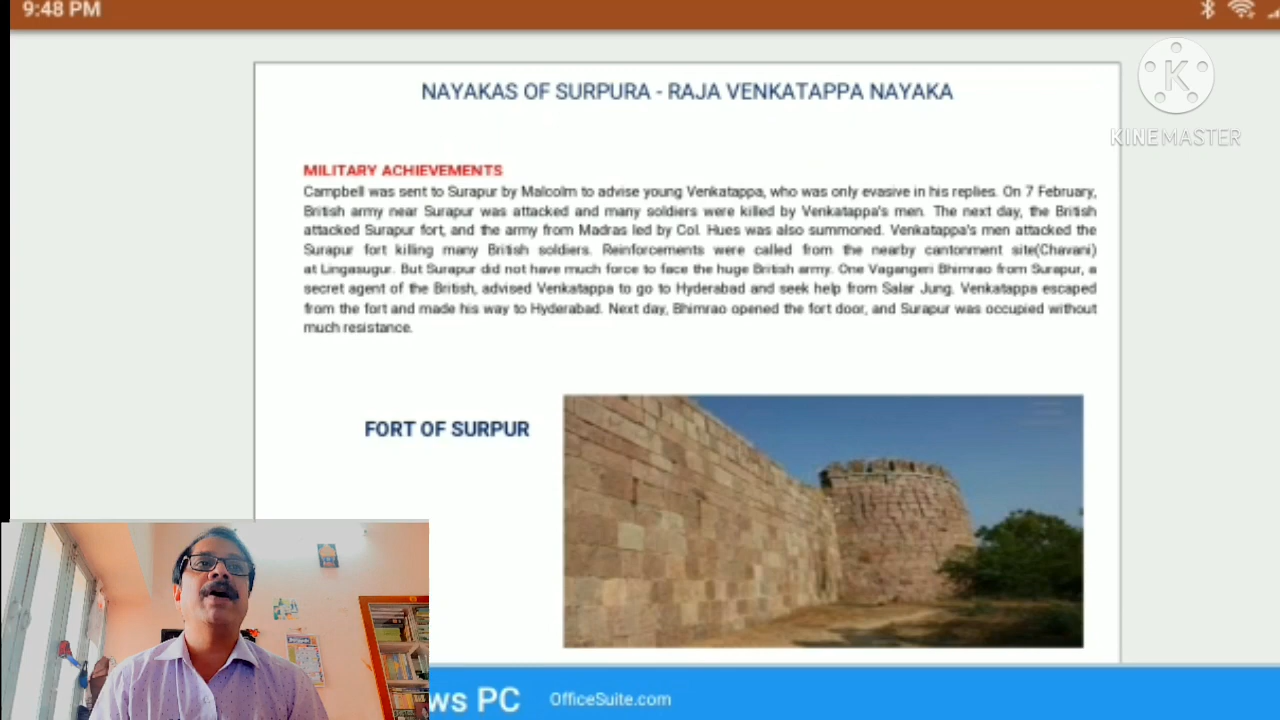 9:48 PM
NAYAKAS OF SURPURA - RAJA VENKATAPPA NAYAKA
K
KINEMASTER
MILITARY ACHIEVEMENTS
Campbell was sent to Surapur by Malcolm to advise young Venkatappa, who was only evasive in his replies. On 7 February,
British army near Surapur was attacked and many soldiers were killed by Venkatappa's men. The next day, the British
attacked Surapur fort, and the army from Madras led by Col. Hues was also summoned. Venkatappa's men attacked the
Surapur fort killing many British soldiers. Reinforcements were called from the nearby cantonment site(Chavani)
at Lingasugur. But Surapur did not have much force to face the huge British army. One Vagangeri Bhimrao from Surapur, a
secret agent of the British, advised Venkatappa to go to Hyderabad and seek help from Salar Jung. Venkatappa escaped
from the fort and made his way to Hyderabad. Next day, Bhimrao opened the fort door, and Surapur was occupied without
much resistance.
FORT OF SURPUR
ws PC
OfficeSuite.com